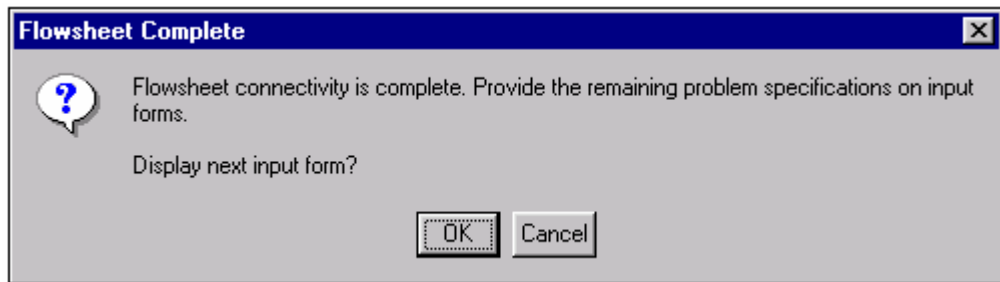 Flowsheet Complete
Flowsheet connectivity is complete. Provide the remaining problem specifications on input
forms.
Display next input form?
OK Cancel